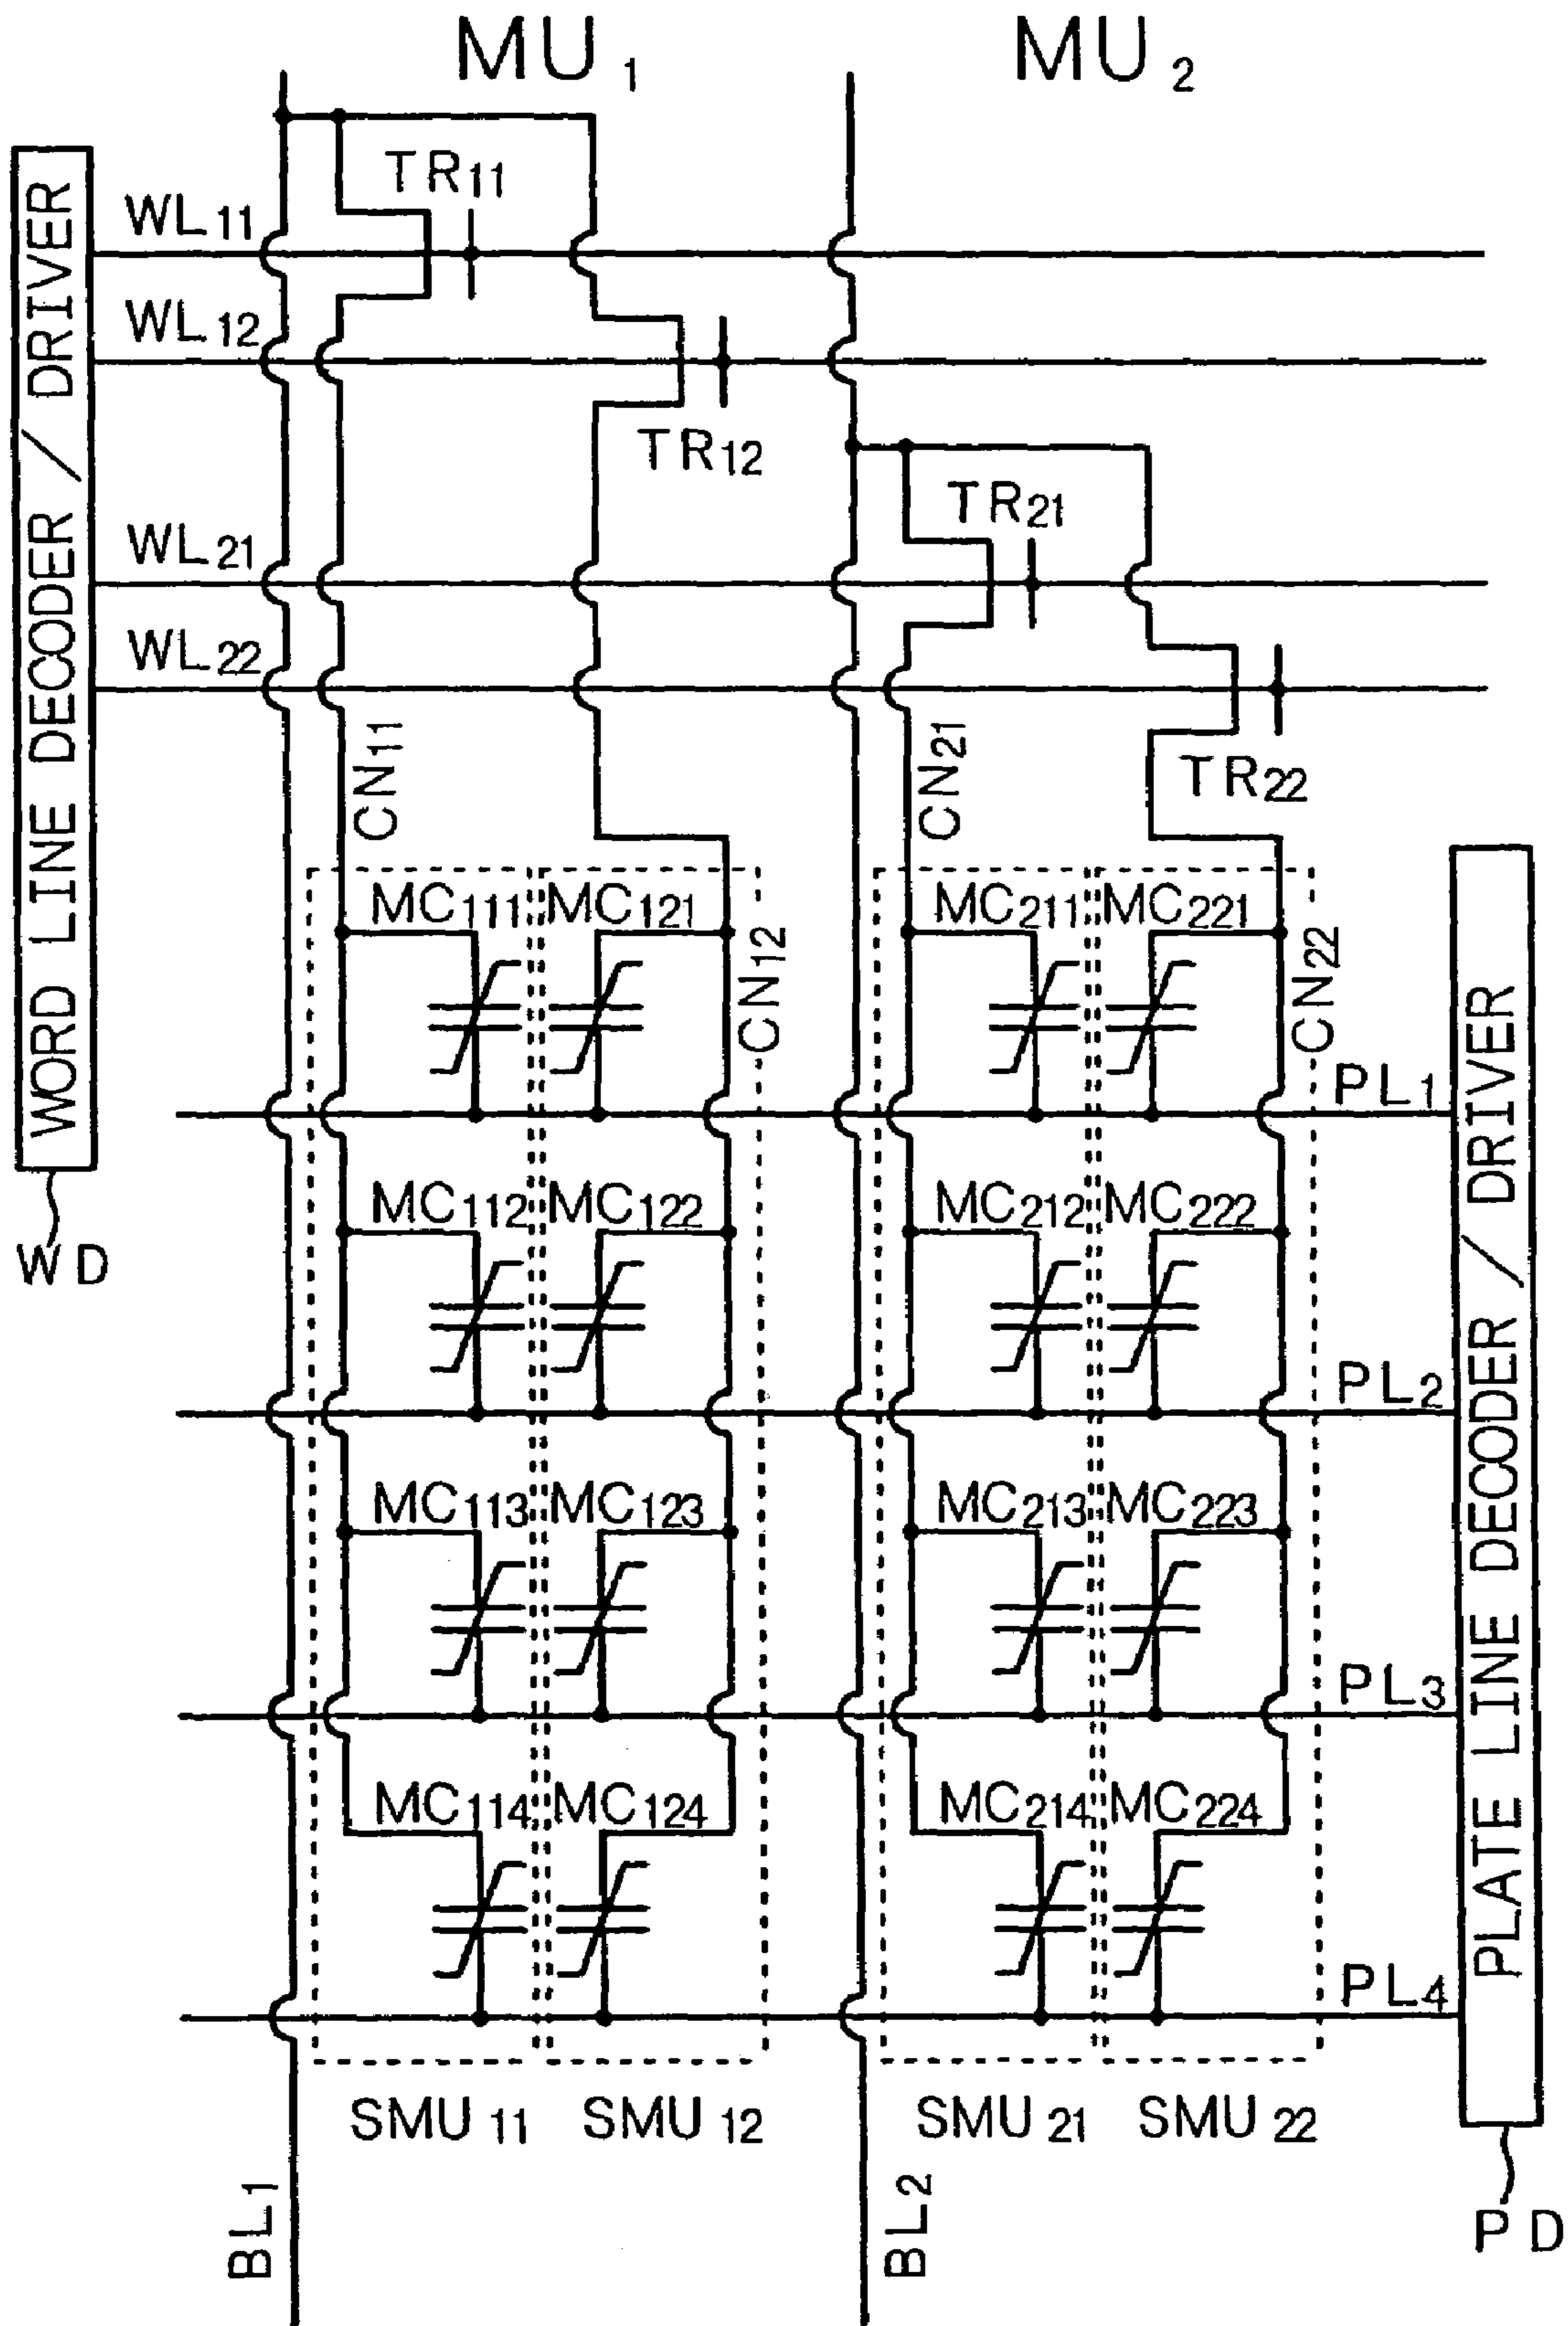 MU1 MU2
TR11
WL11
WL12
TR12
TR21
WL21
WL22
TR22
WORD LINE DECODER / DRIVER
CN11
CN21
MC111 MC121 MC211 MC221
CN12
CN22
PL1
MC112 MC122 MC212 MC222
WD
PL2
MC113 MC123 MC213 MC223
PL3
MC114 MC124 MC214 MC224
PL4
PLATE LINE DECODER / DRIVER
SMU11 SMU12 SMU21 SMU22
BL1
BL2
PD